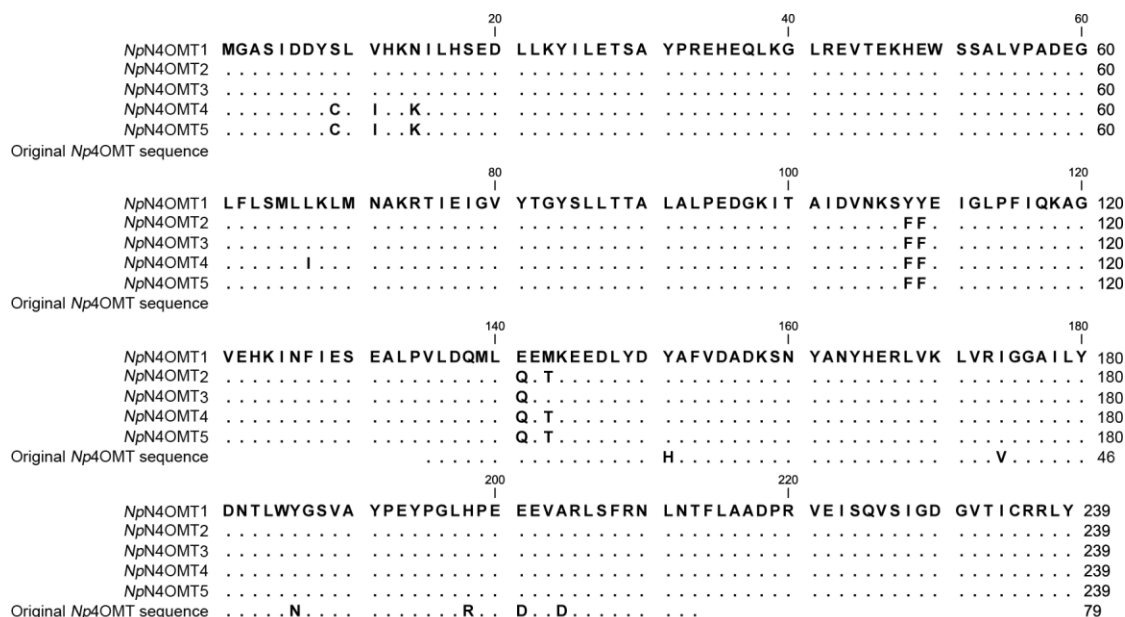 20 40 60
NpN4OMT1 MGASIDDYSL VHKNILHSED LLKYILETSA YPREHEQLKG LREVTEKHEW SSALVPADEG 60
NpN4OMT2 .......... .......... .......... .......... .......... .......... 60
NpN4OMT3 .......... .......... .......... .......... .......... .......... 60
NpN4OMT4 ........C. I..K...... .......... .......... .......... .......... 60
NpN4OMT5 ........C. I..K...... .......... .......... .......... .......... 60
Original Np4OMT sequence
80 100 120
NpN4OMT1 LFLSMLLKLM NAKRTIEIGV YTGYSLLTTA LALPEDGKIT AIDVNKSYYE IGLPFIQKAG 120
NpN4OMT2 .......... .......... .......... .......... .......FF. .......... 120
NpN4OMT3 .......... .......... .......... .......... .......FF. .......... 120
NpN4OMT4 ......I... .......... .......... .......... .......FF. .......... 120
NpN4OMT5 .......... .......... .......... .......... .......FF. .......... 120
Original Np4OMT sequence
140 160 180
NpN4OMT1 VEHKINFIES EALPVLDQML EEMKEEDLYD YAFVDADKSN YANYHERLVK LVRIGGAILY 180
NpN4OMT2 .......... .......... Q.T....... .......... .......... .......... 180
NpN4OMT3 .......... .......... Q......... .......... .......... .......... 180
NpN4OMT4 .......... .......... Q.T....... .......... .......... .......... 180
NpN4OMT5 .......... .......... Q.T....... .......... .......... .......... 180
Original Np4OMT sequence ...... .......... H......... .......... ...V...... 46
200 220
NpN4OMT1 DNTLWYGSVA YPEYPGLHPE EEVARLSFRN LNTFLAADPR VEISQVSIGD GVTICRRLY 239
NpN4OMT2 .......... .......... .......... .......... .......... ......... 239
NpN4OMT3 .......... .......... .......... .......... .......... ......... 239
NpN4OMT4 .......... .......... .......... .......... .......... ......... 239
NpN4OMT5 .......... .......... .......... .......... .......... ......... 239
Original Np4OMT sequence .....N.... .......R.. D..D...... ... 79